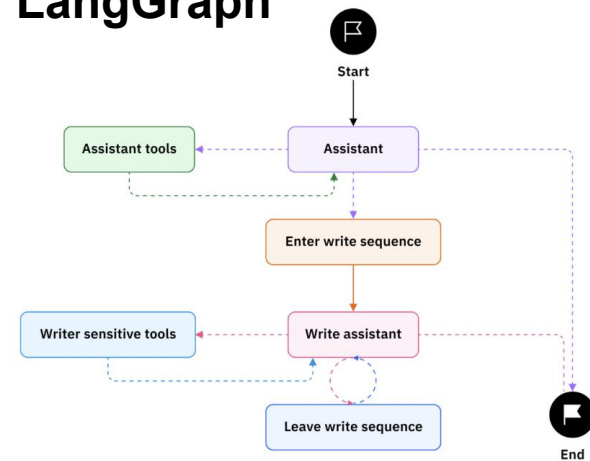 LangGraph
Start
Assistant tools
Assistant
Enter write sequence
Writer sensitive tools
Write assistant
Leave write sequence
End